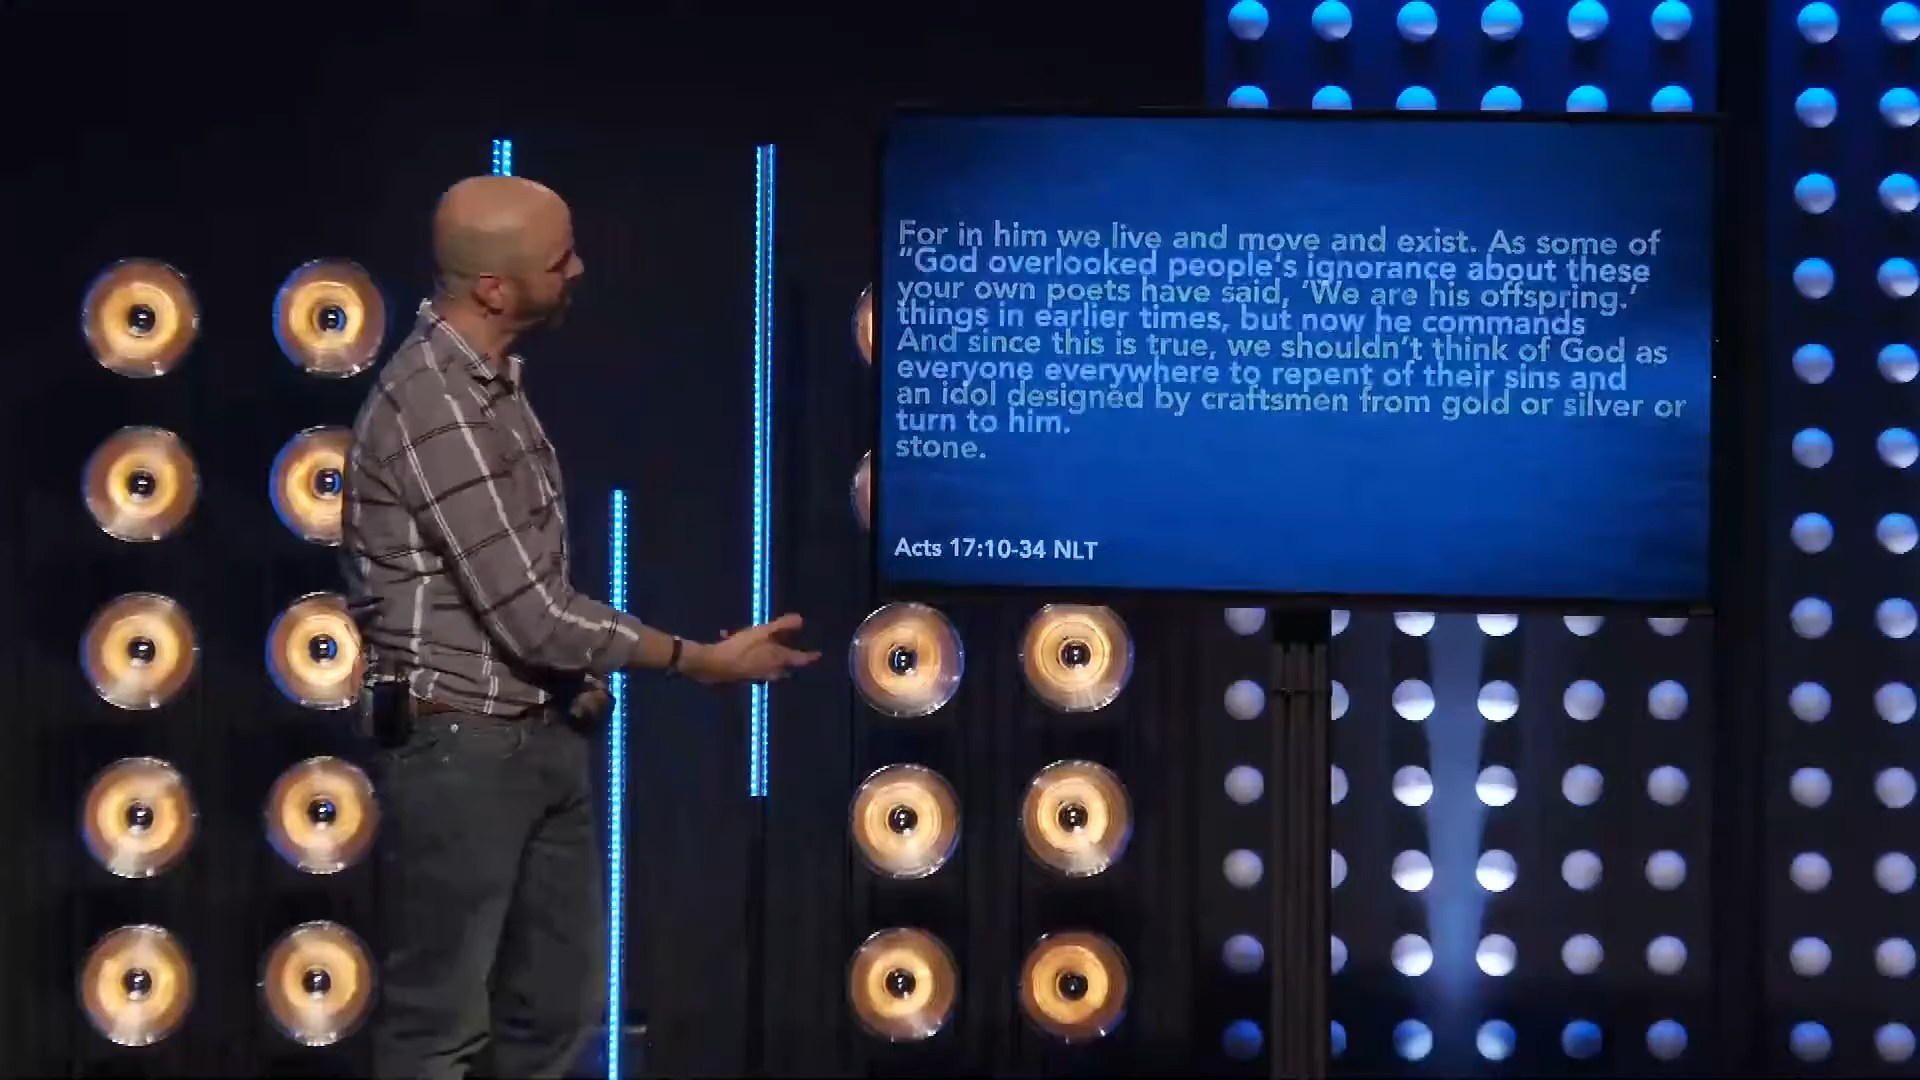 For in him we live and move and exist. As some of
“God overlooked people’s ignorance about these
your own poets have said, ‘We are his offspring.’
things in earlier times, but now he commands
And since this is true, we shouldn’t think of God as
everyone everywhere to repent of their sins and
an idol designed by craftsmen from gold or silver or
turn to him.
stone.
Acts 17:10-34 NLT